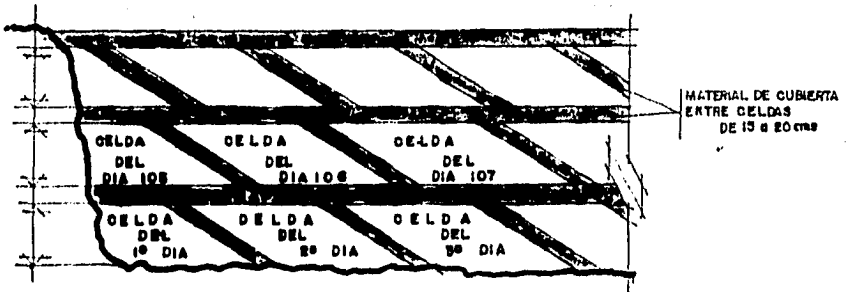 MATERIAL DE CUBIERTA
ENTRE CELDAS
DE 15 a 20 cms
CELDA
DEL
DIA 105
CELDA
DEL
DIA 106
CELDA
DEL
DIA 107
CELDA
DEL
1º DIA
CELDA
DEL
2º DIA
CELDA
DEL
3º DIA